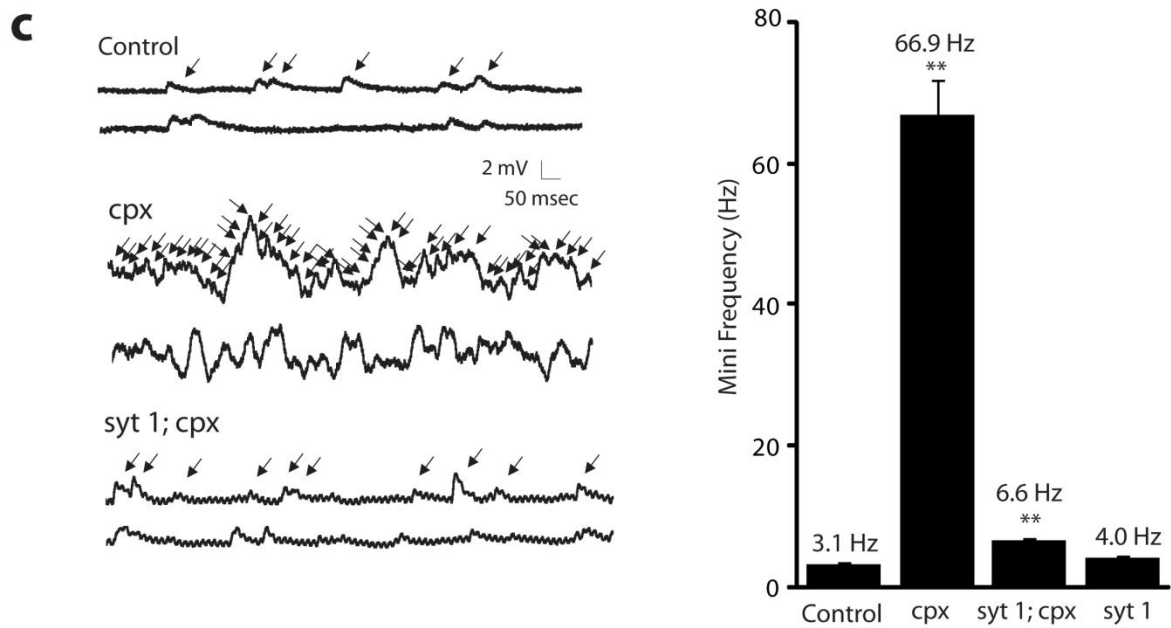 c
Control
2 mV
50 msec
cpx
syt 1; cpx
Mini Frequency (Hz)
80
60
40
20
0
3.1 Hz
66.9 Hz
**
6.6 Hz
**
4.0 Hz
Control cpx syt 1; cpx syt 1